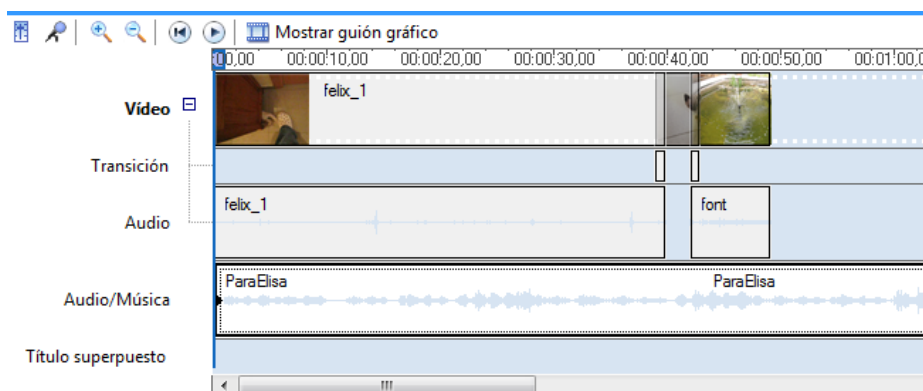 Mostrar guión gráfico
0,00 00:00:10,00 00:00:20,00 00:00:30,00 00:00:40,00 00:00:50,00 00:01:00,0
Vídeo
felix_1
Transición
Audio
felix_1 font
Audio/Música
ParaElisa ParaElisa
Título superpuesto